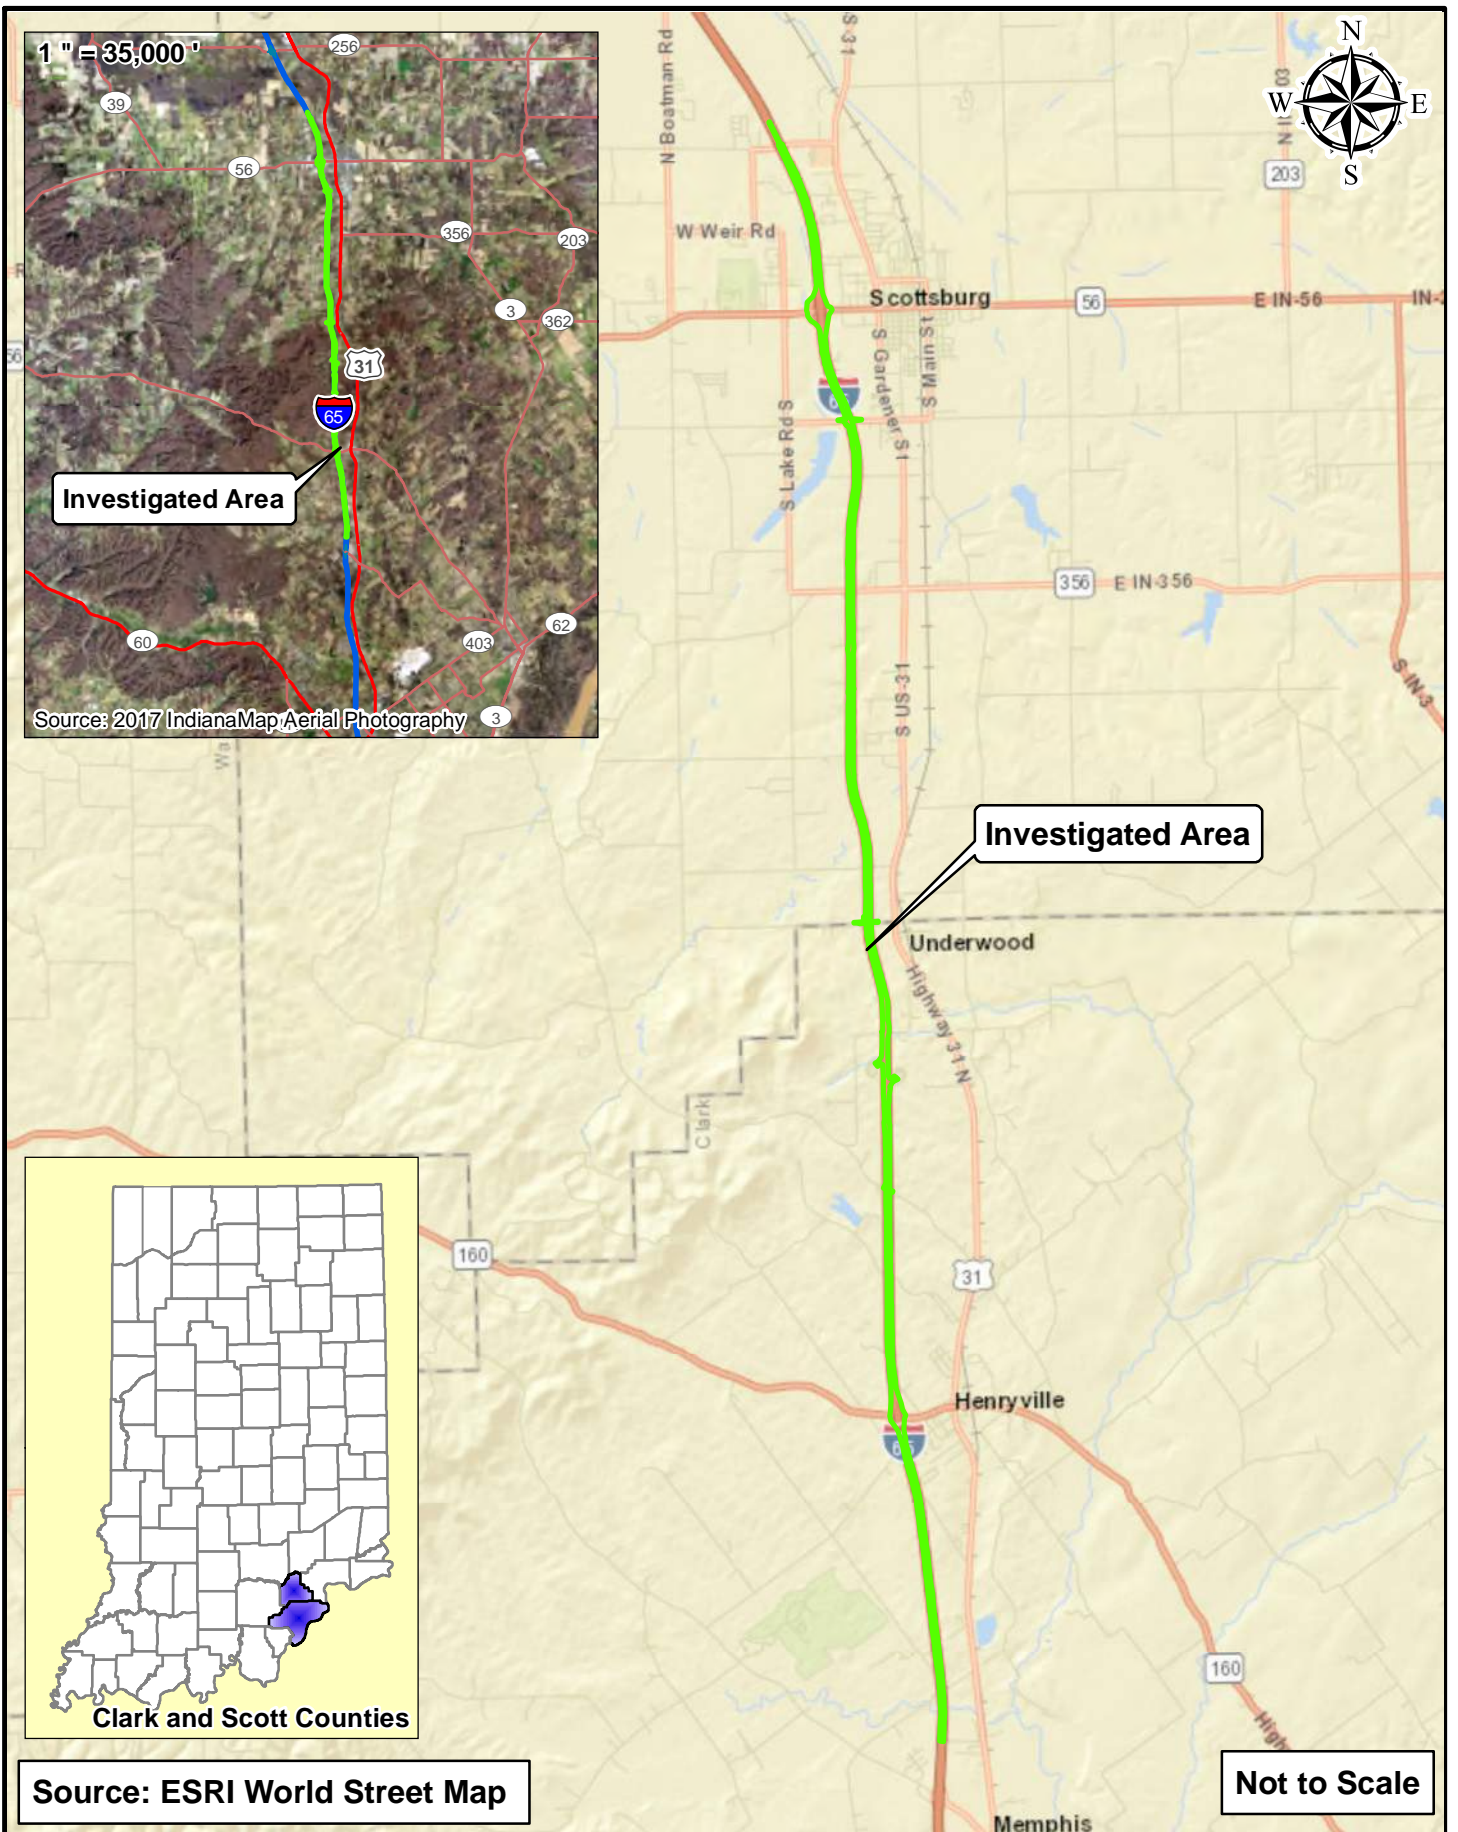 1 " = 35,000 '
256
39
56
356
203
3
362
31
65
Investigated Area
60
403
62
3
Source: 2017 IndianaMap Aerial Photography
N
W
E
S
N Boatman Rd
S-31
203
W Weir Rd
Scottsburg
56
E IN-56
S Gardener St
S Main St
S Lake Rd S
65
356
E IN-356
S US-31
S IN-3
Investigated Area
Underwood
Highway 31 N
Clark
160
31
Henryville
65
160
Memphis
Clark and Scott Counties
Source: ESRI World Street Map
Not to Scale